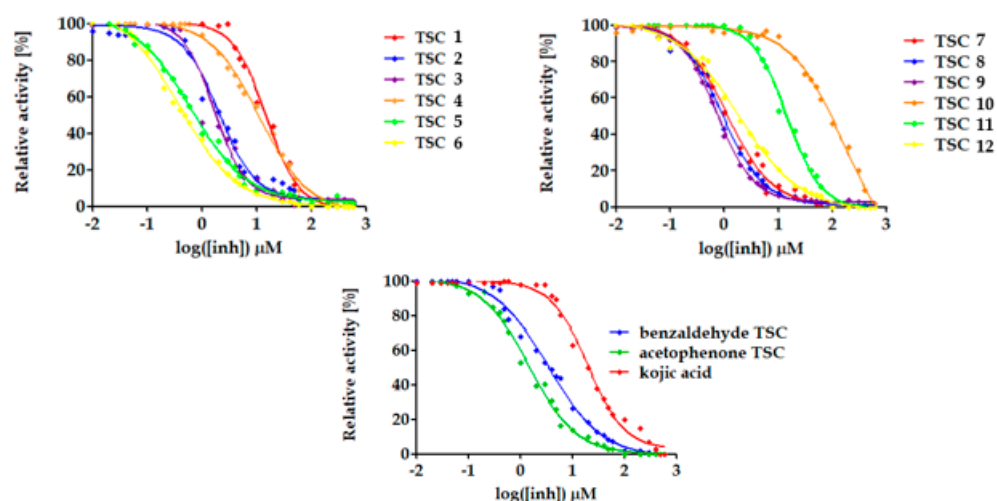 Relative activity [%]
100
80
60
40
20
0
-2
-1
0
1
2
3
log([inh]) μM
TSC 1
TSC 2
TSC 3
TSC 4
TSC 5
TSC 6
Relative activity [%]
100
80
60
40
20
0
-2
-1
0
1
2
3
log([inh]) μM
TSC 7
TSC 8
TSC 9
TSC 10
TSC 11
TSC 12
Relative activity [%]
100
80
60
40
20
0
-2
-1
0
1
2
3
log([inh]) μM
benzaldehyde TSC
acetophenone TSC
kojic acid